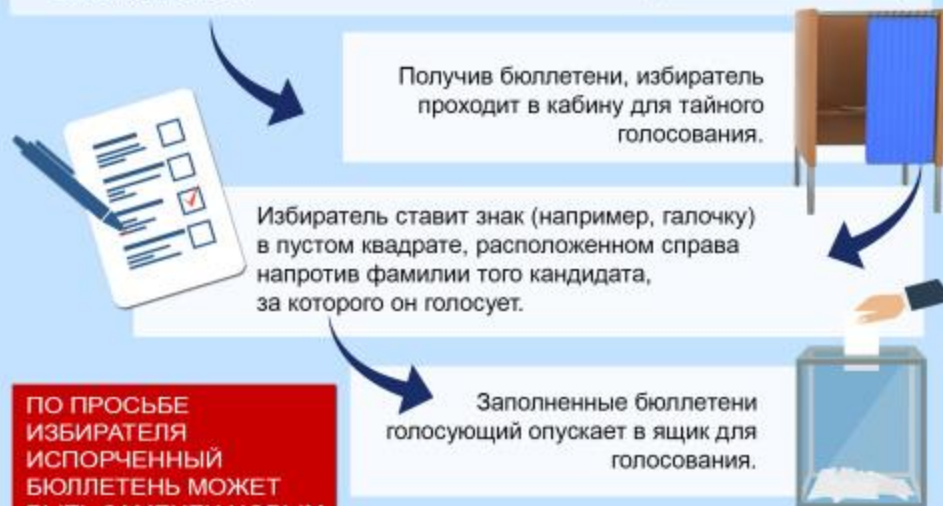 Получив бюллетени, избиратель
проходит в кабину для тайного
голосования.
Избиратель ставит знак (например, галочку)
в пустом квадрате, расположенном справа
напротив фамилии того кандидата,
за которого он голосует.
Заполненные бюллетени
голосующий опускает в ящик для
голосования.
ПО ПРОСЬБЕ
ИЗБИРАТЕЛЯ
ИСПОРЧЕННЫЙ
БЮЛЛЕТЕНЬ МОЖЕТ